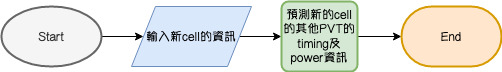 Start
輸入新cell的資訊
預測新的cell
的其他PVT的
timing及
power資訊
End